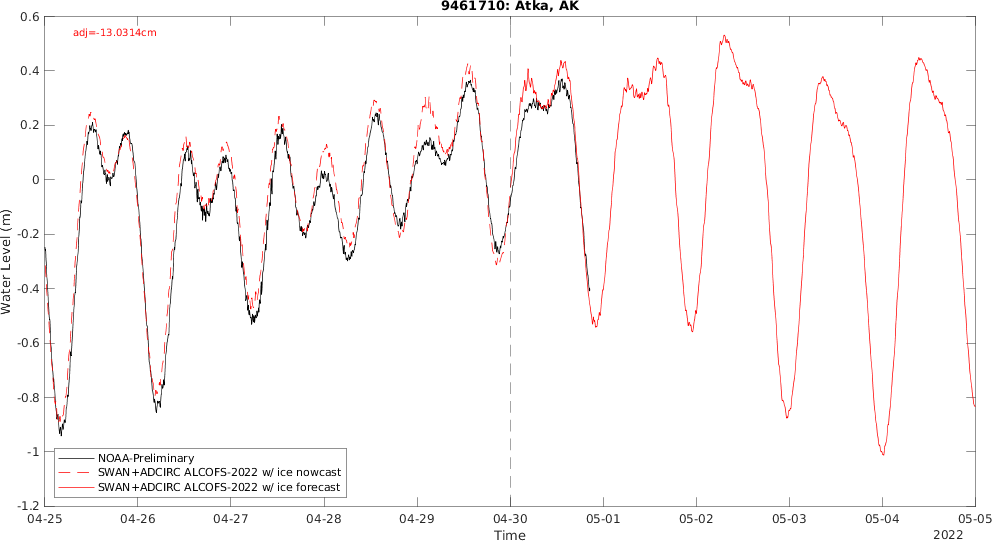 9461710: Atka, AK
adj=-13.0314cm
0.6
0.4
0.2
0
-0.2
-0.4
-0.6
-0.8
-1
-1.2
Water Level (m)
NOAA-Preliminary
SWAN+ADCIRC ALCOFS-2022 w/ ice nowcast
SWAN+ADCIRC ALCOFS-2022 w/ ice forecast
04-25 04-26 04-27 04-28 04-29 04-30 05-01 05-02 05-03 05-04 05-05
Time
2022